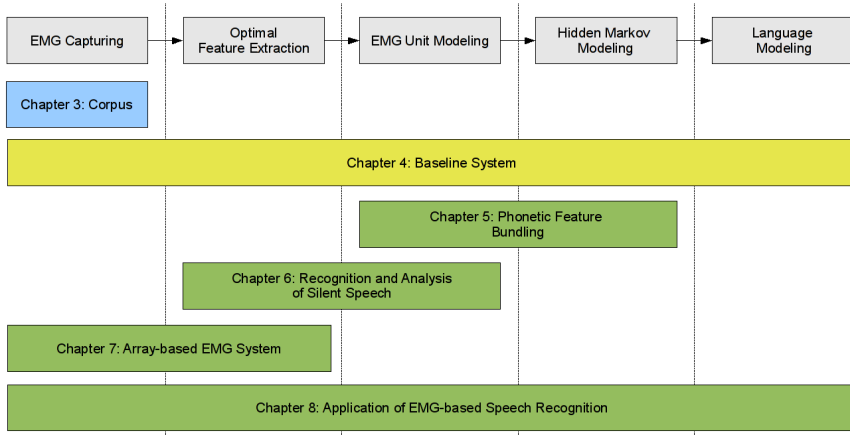 EMG Capturing
Optimal
Feature Extraction
EMG Unit Modeling
Hidden Markov
Modeling
Language
Modeling
Chapter 3: Corpus
Chapter 4: Baseline System
Chapter 5: Phonetic Feature
Bundling
Chapter 6: Recognition and Analysis
of Silent Speech
Chapter 7: Array-based EMG System
Chapter 8: Application of EMG-based Speech Recognition